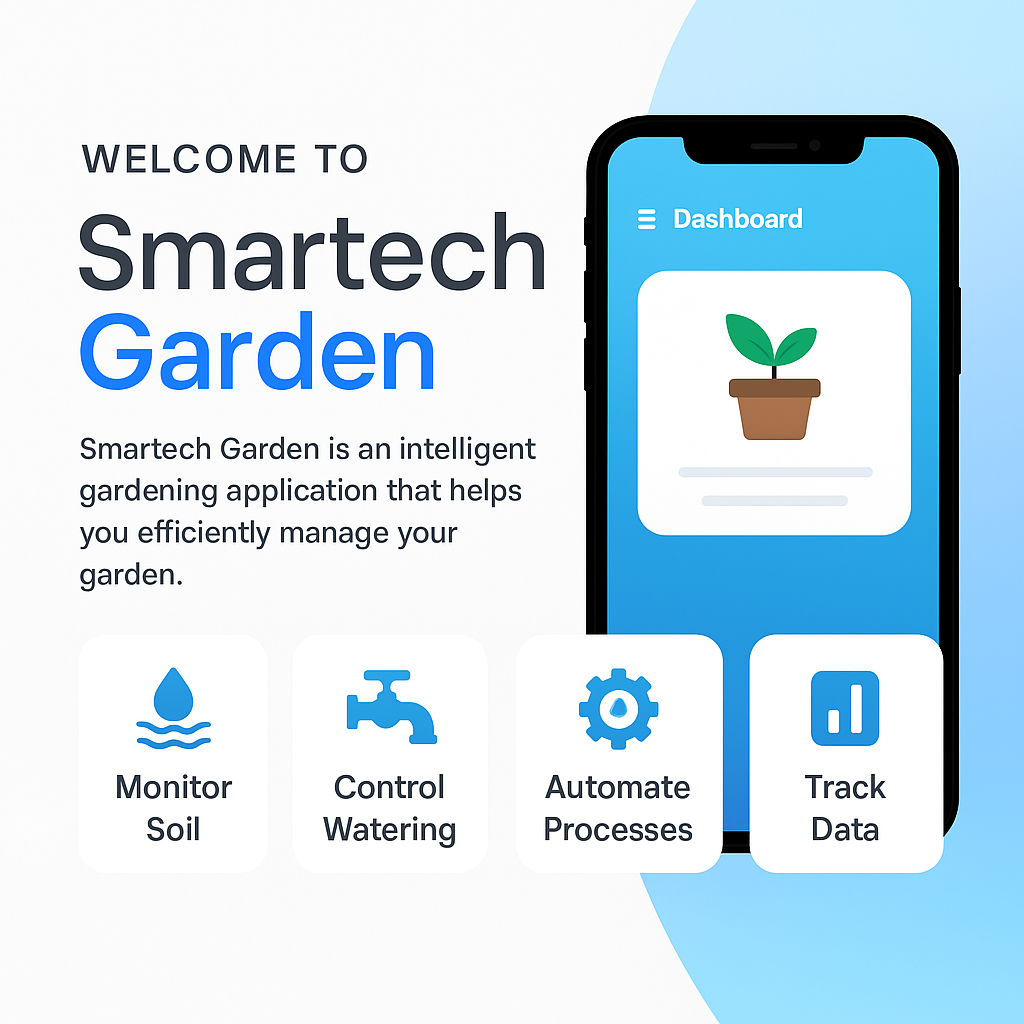 WELCOME TO
Smartech
Garden
Smartech Garden is an intelligent
gardening application that helps
you efficiently manage your
garden.
Dashboard
Monitor
Soil
Control
Watering
Automate
Processes
Track
Data